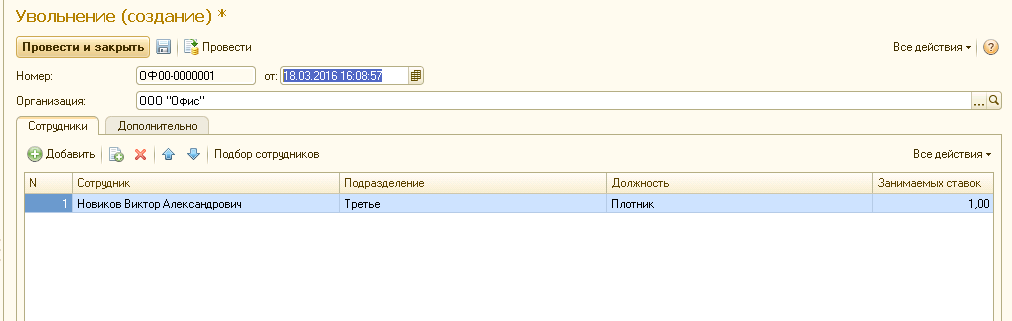 Увольнение (создание) *
Провести и закрыть Провести Все действия ?
Номер: ОФ00-0000001 от: 18.03.2016 16:08:57
Организация: ООО "Офис" ...
Сотрудники Дополнительно
Добавить Подбор сотрудников Все действия
N Сотрудник Подразделение Должность Занимаемых ставок
1 Новиков Виктор Александрович Третье Плотник 1,00